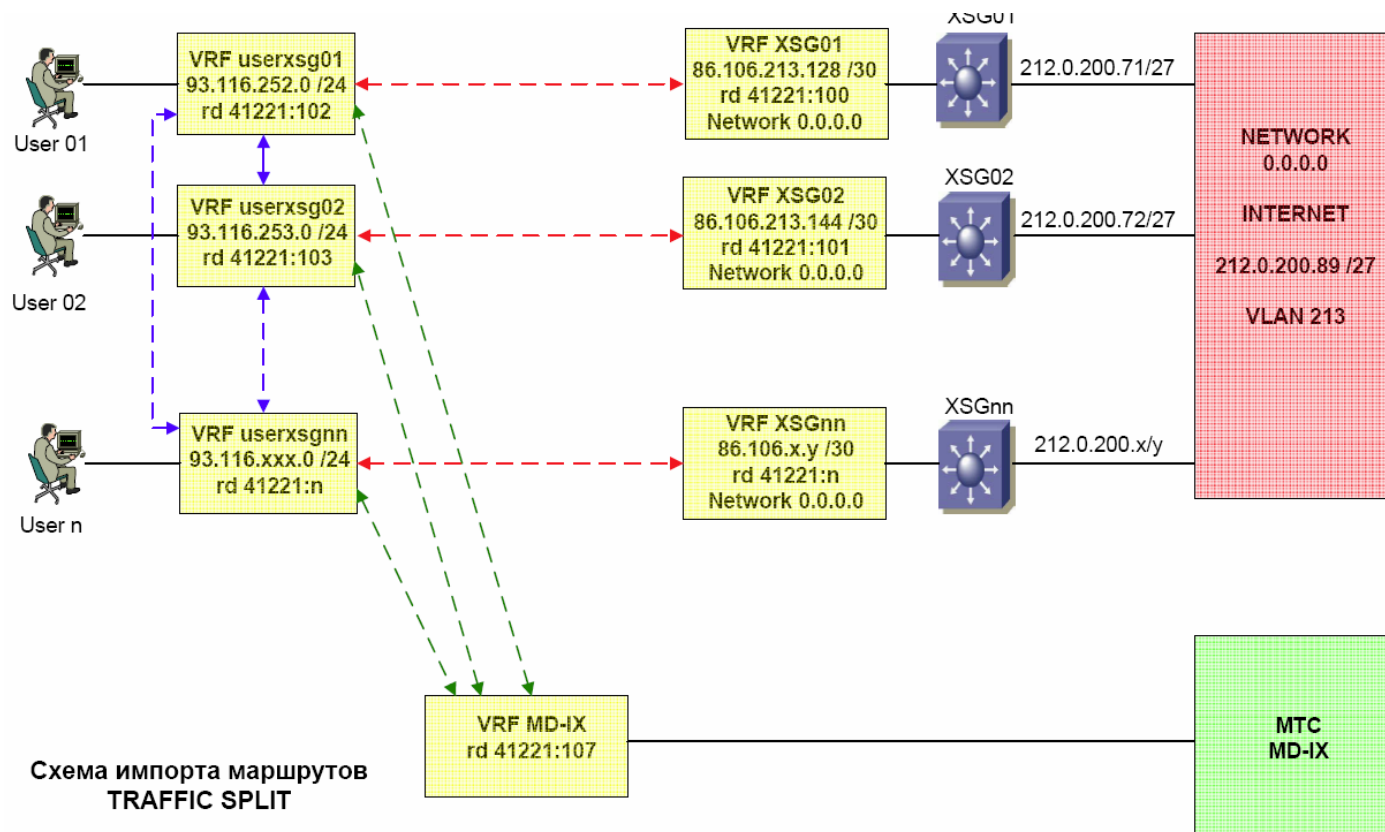 XSG01
VRF userxsg01
93.116.252.0 /24
rd 41221:102
User 01
VRF XSG01
86.106.213.128 /30
rd 41221:100
Network 0.0.0.0
212.0.200.71/27
VRF userxsg02
93.116.253.0 /24
rd 41221:103
User 02
VRF XSG02
86.106.213.144 /30
rd 41221:101
Network 0.0.0.0
XSG02
212.0.200.72/27
NETWORK
0.0.0.0
INTERNET
212.0.200.89 /27
VLAN 213
VRF userxsgnn
93.116.xxx.0 /24
rd 41221:n
User n
VRF XSGnn
86.106.x.y /30
rd 41221:n
Network 0.0.0.0
XSGnn
212.0.200.x/y
VRF MD-IX
rd 41221:107
МТС
MD-IX
Схема импорта маршрутов
TRAFFIC SPLIT